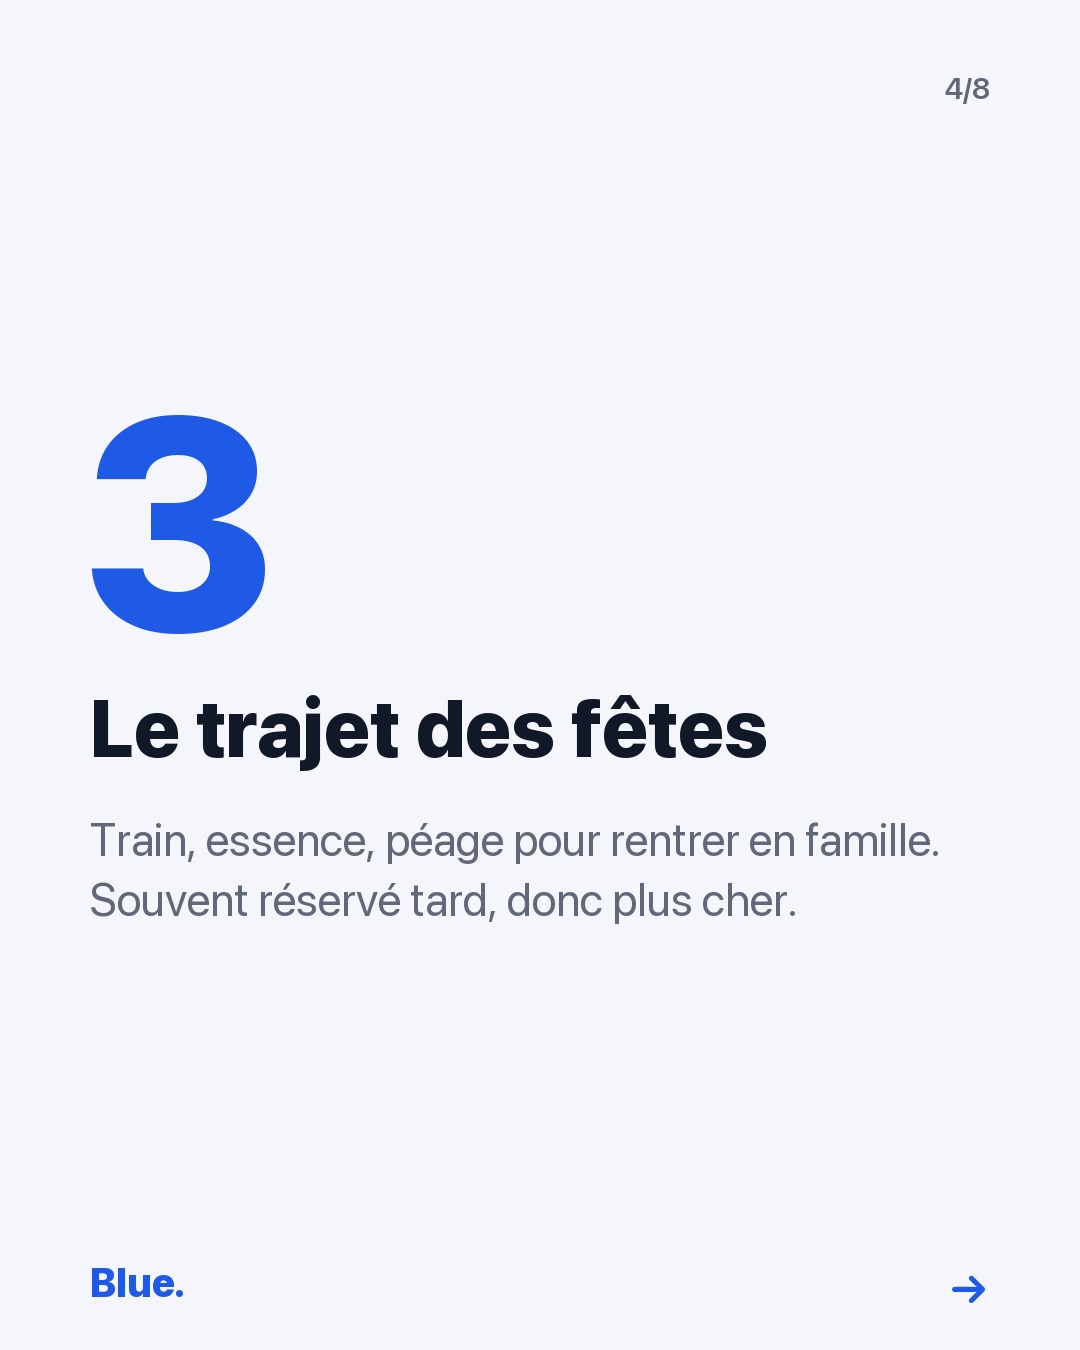 4/8
3
Le trajet des fêtes
Train, essence, péage pour rentrer en famille.
Souvent réservé tard, donc plus cher.
Blue.
→